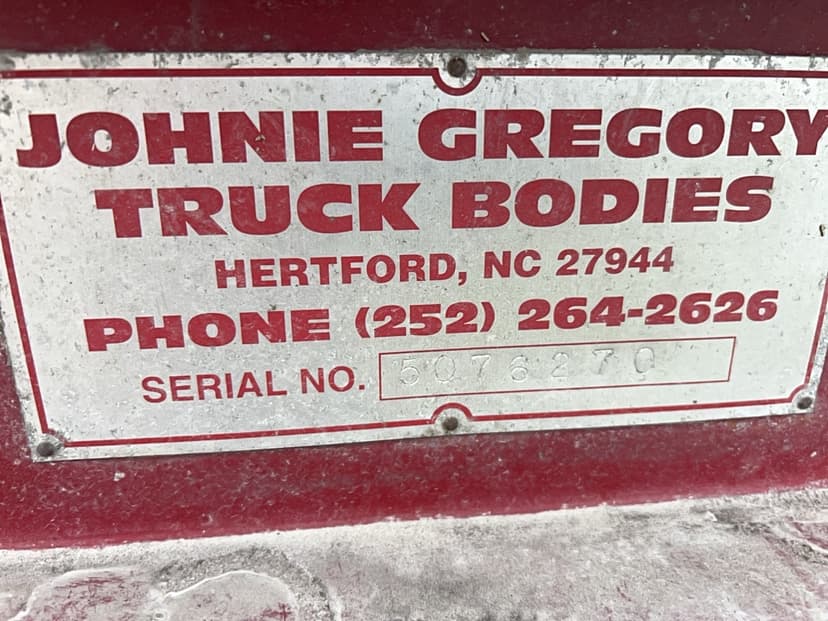 JOHNIE GREGORY
TRUCK BODIES
HERTFORD, NC 27944
PHONE (252) 264-2626
SERIAL NO. 5076270